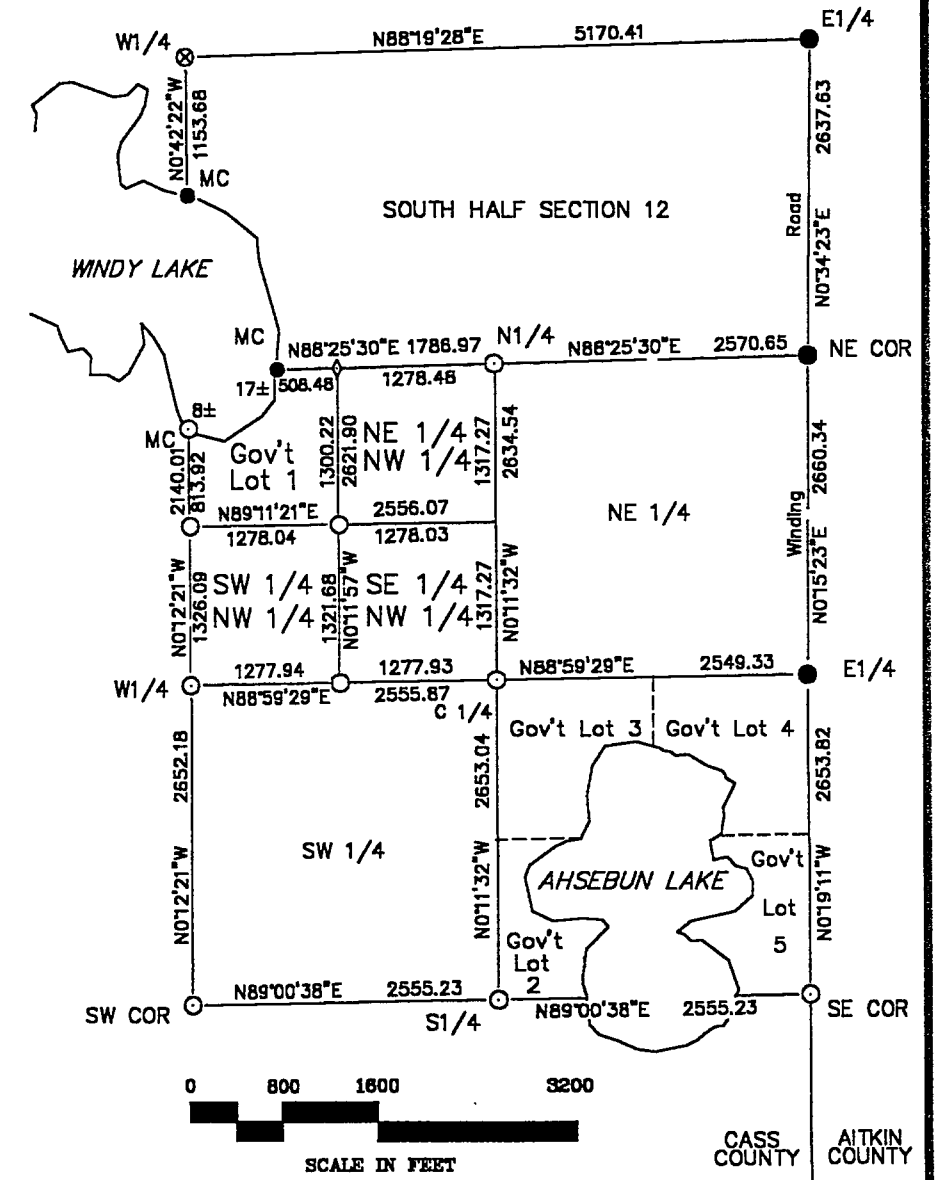 E1/4
W1/4
N88°19'28"E 5170.41
N0°42'22"W
1153.68
2637.63
MC
SOUTH HALF SECTION 12
Road
WINDY LAKE
N0°34'23"E
MC
N1/4
N88°25'30"E 1786.97
N88°25'30"E 2570.65
NE COR
17± 508.48
1278.48
8±
MC
Gov't
Lot 1
1300.22
2621.90
NE 1/4
NW 1/4
1317.27
2634.54
2660.34
2140.01
813.92
N89°11'21"E
1278.04
2556.07
1278.03
NE 1/4
Winding
N0°12'21"W
1326.09
SW 1/4
NW 1/4
1321.68
N0°11'57"W
SE 1/4
NW 1/4
1317.27
N0°11'32"W
N0°15'23"E
W1/4
1277.94
N88°59'29"E
1277.93
2555.87
C 1/4
N88°59'29"E 2549.33
E1/4
Gov't Lot 3
Gov't Lot 4
2652.18
2653.04
2653.82
SW 1/4
N0°12'21"W
N0°11'32"W
AHSEBUN LAKE
Gov't
Lot
5
N0°19'11"W
Gov't
Lot
2
N89°00'38"E 2555.23
SW COR
S1/4
N89°00'38"E 2555.23
SE COR
0 800 1600 3200
SCALE IN FEET
CASS
COUNTY
AITKIN
COUNTY